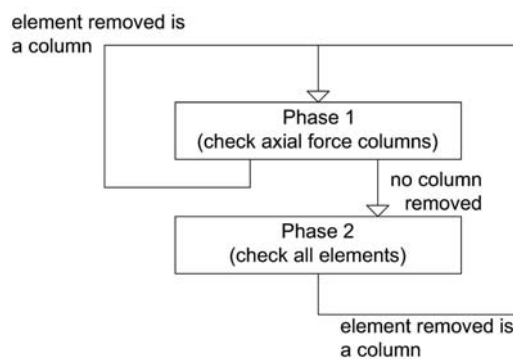 element removed is
a column
Phase 1
(check axial force columns)
no column
removed
Phase 2
(check all elements)
element removed is
a column